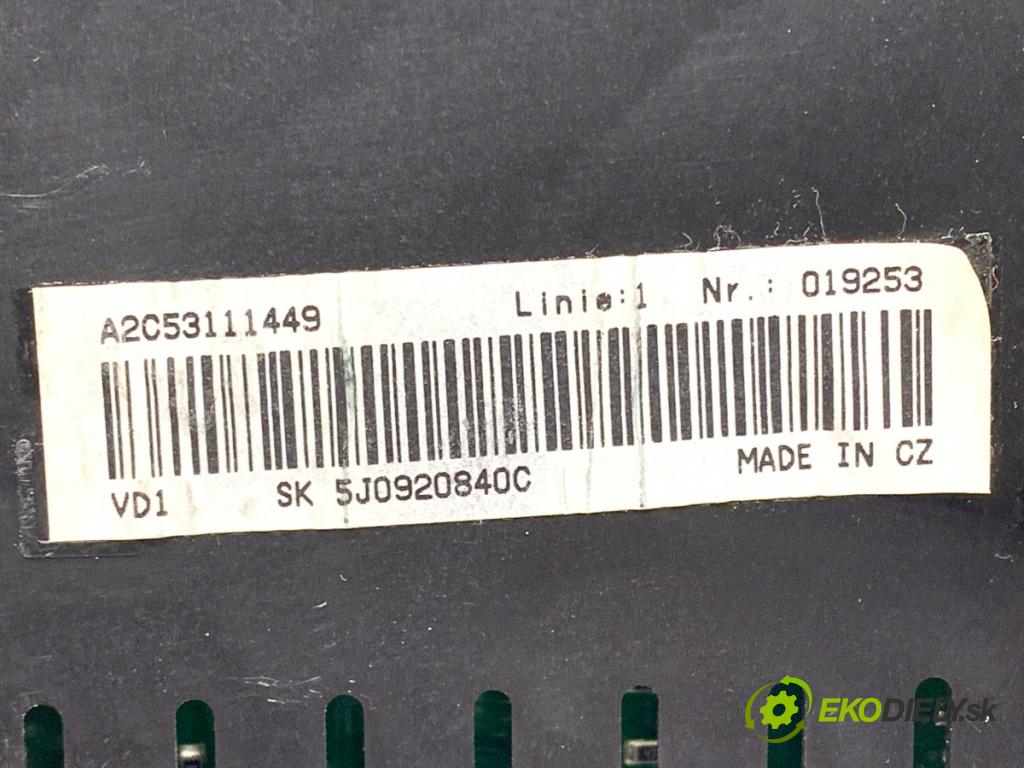 A2C53111449 Linie:1 Nr.: 019253
VD1 SK 5J0920840C MADE IN CZ
EKODIELY.sk